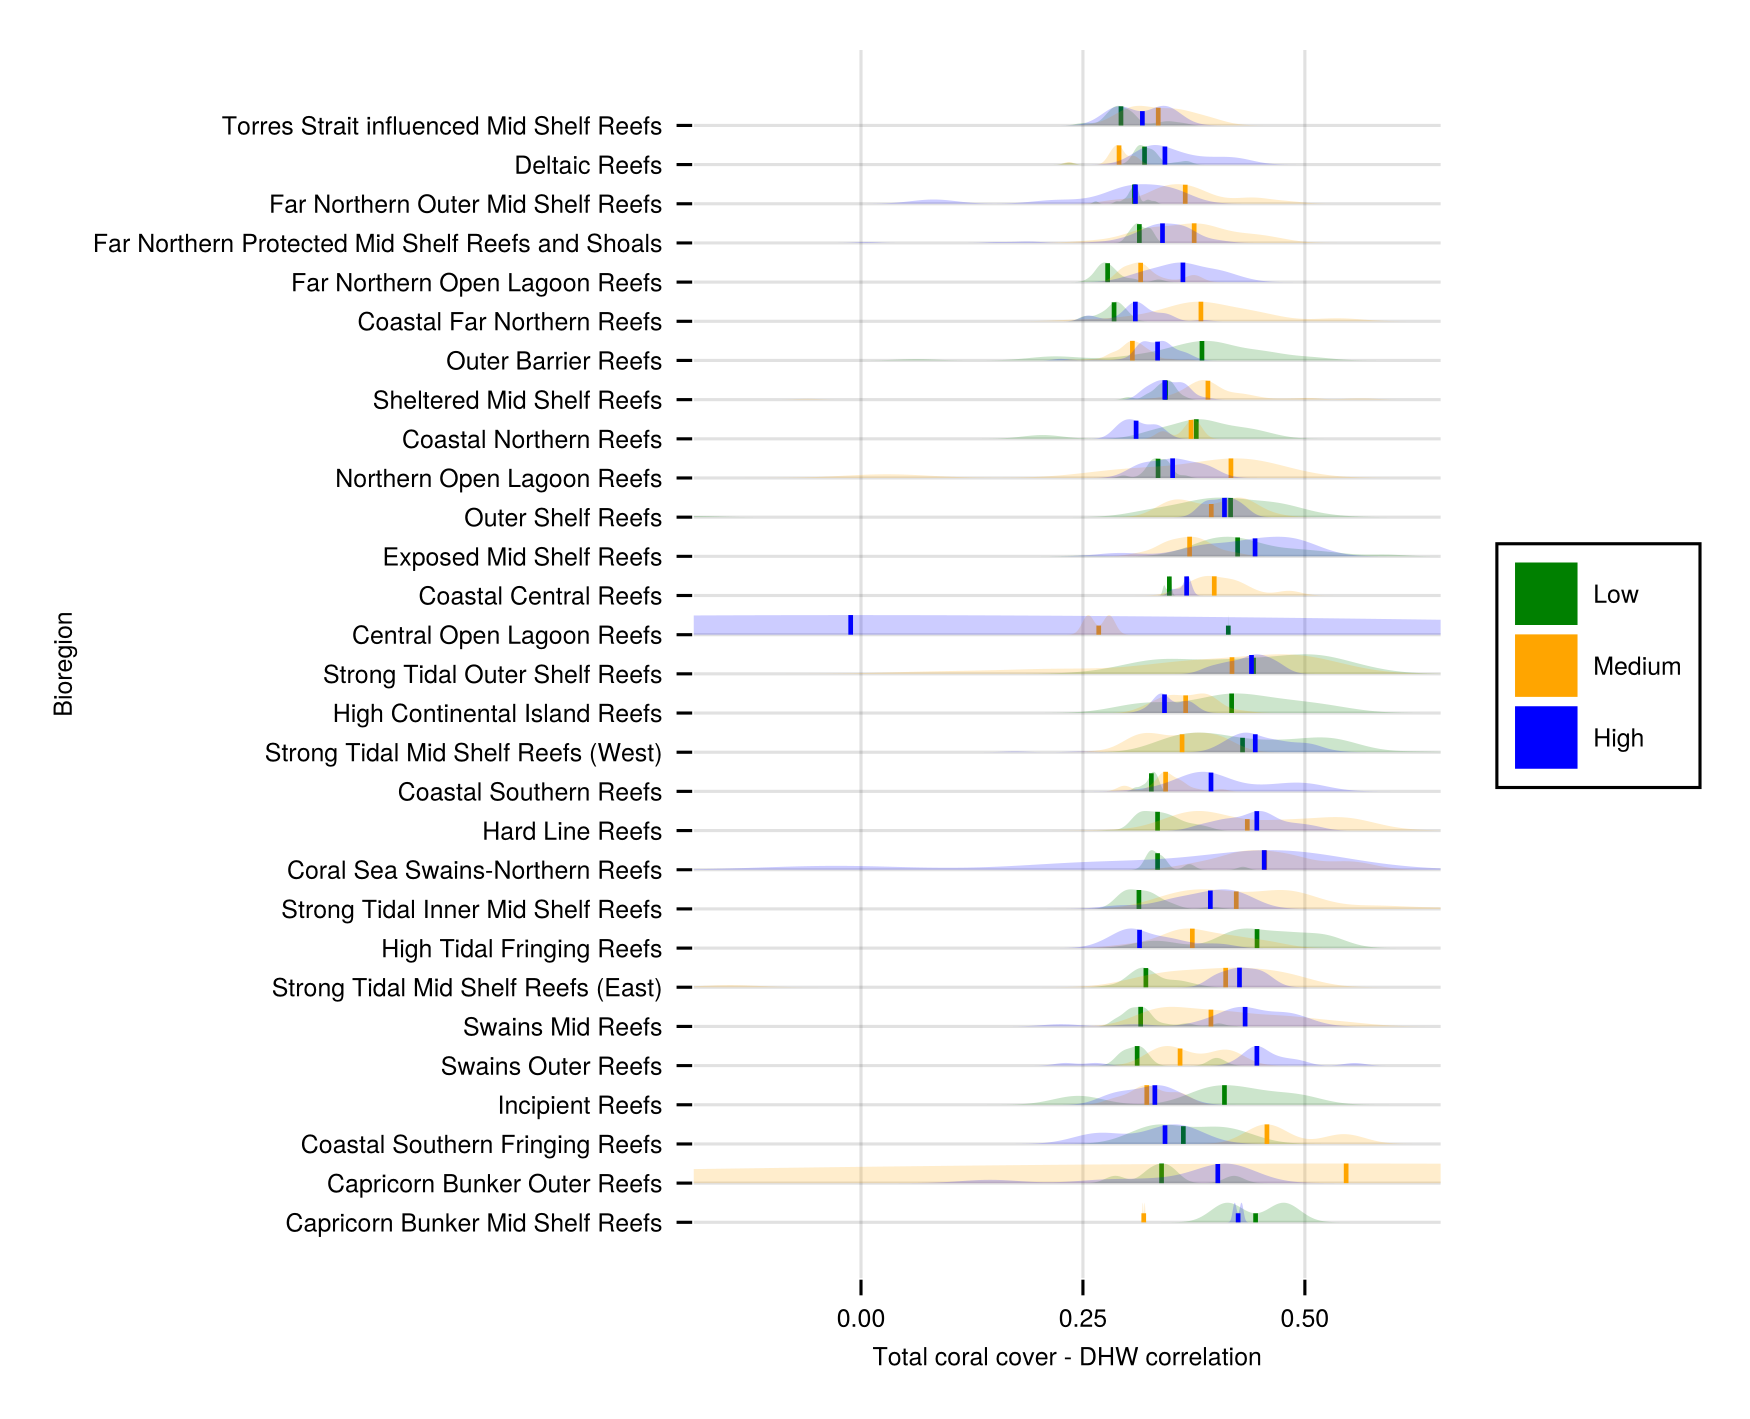 Torres Strait influenced Mid Shelf Reefs
Deltaic Reefs
Far Northern Outer Mid Shelf Reefs
Far Northern Protected Mid Shelf Reefs and Shoals
Far Northern Open Lagoon Reefs
Coastal Far Northern Reefs
Outer Barrier Reefs
Sheltered Mid Shelf Reefs
Coastal Northern Reefs
Northern Open Lagoon Reefs
Outer Shelf Reefs
Exposed Mid Shelf Reefs
Coastal Central Reefs
Central Open Lagoon Reefs
Strong Tidal Outer Shelf Reefs
High Continental Island Reefs
Strong Tidal Mid Shelf Reefs (West)
Coastal Southern Reefs
Hard Line Reefs
Coral Sea Swains-Northern Reefs
Strong Tidal Inner Mid Shelf Reefs
High Tidal Fringing Reefs
Strong Tidal Mid Shelf Reefs (East)
Swains Mid Reefs
Swains Outer Reefs
Incipient Reefs
Coastal Southern Fringing Reefs
Capricorn Bunker Outer Reefs
Capricorn Bunker Mid Shelf Reefs
Bioregion
0.00
0.25
0.50
Total coral cover - DHW correlation
Low
Medium
High